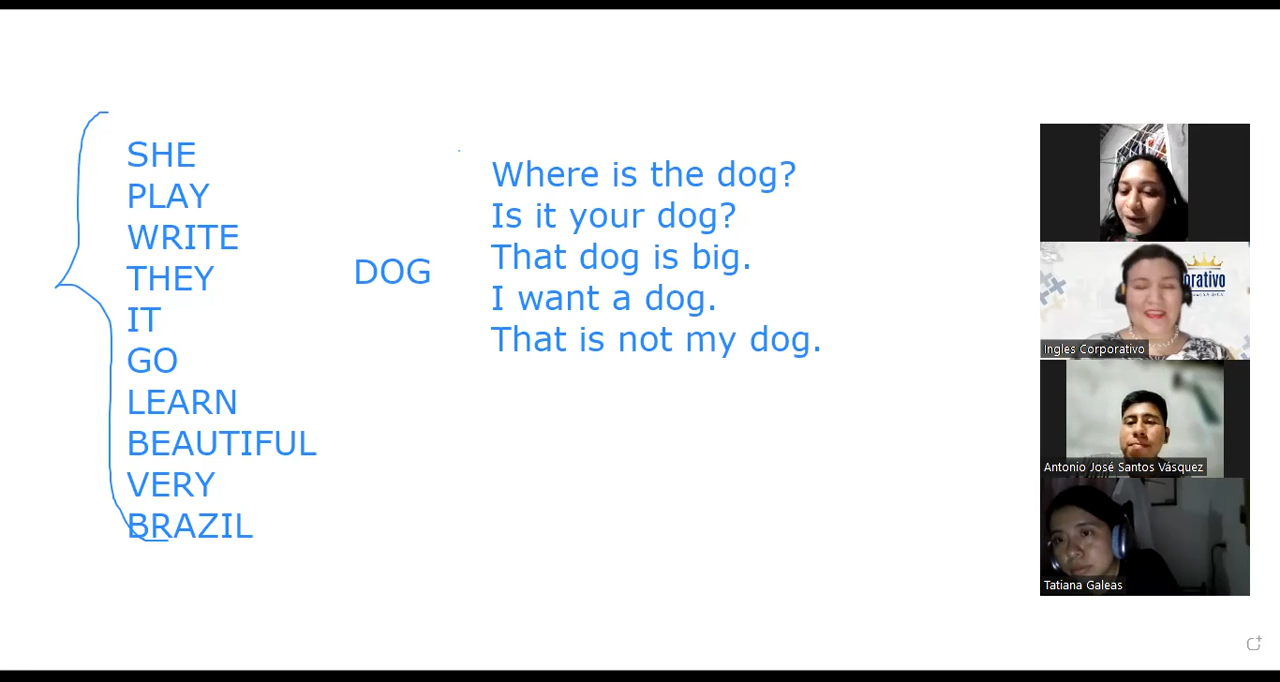 SHE
PLAY
WRITE
THEY
IT
GO
LEARN
BEAUTIFUL
VERY
BRAZIL
DOG
Where is the dog?
Is it your dog?
That dog is big.
I want a dog.
That is not my dog.
orativo
Ingles Corporativo
Antonio José Santos Vásquez
Tatiana Galeas